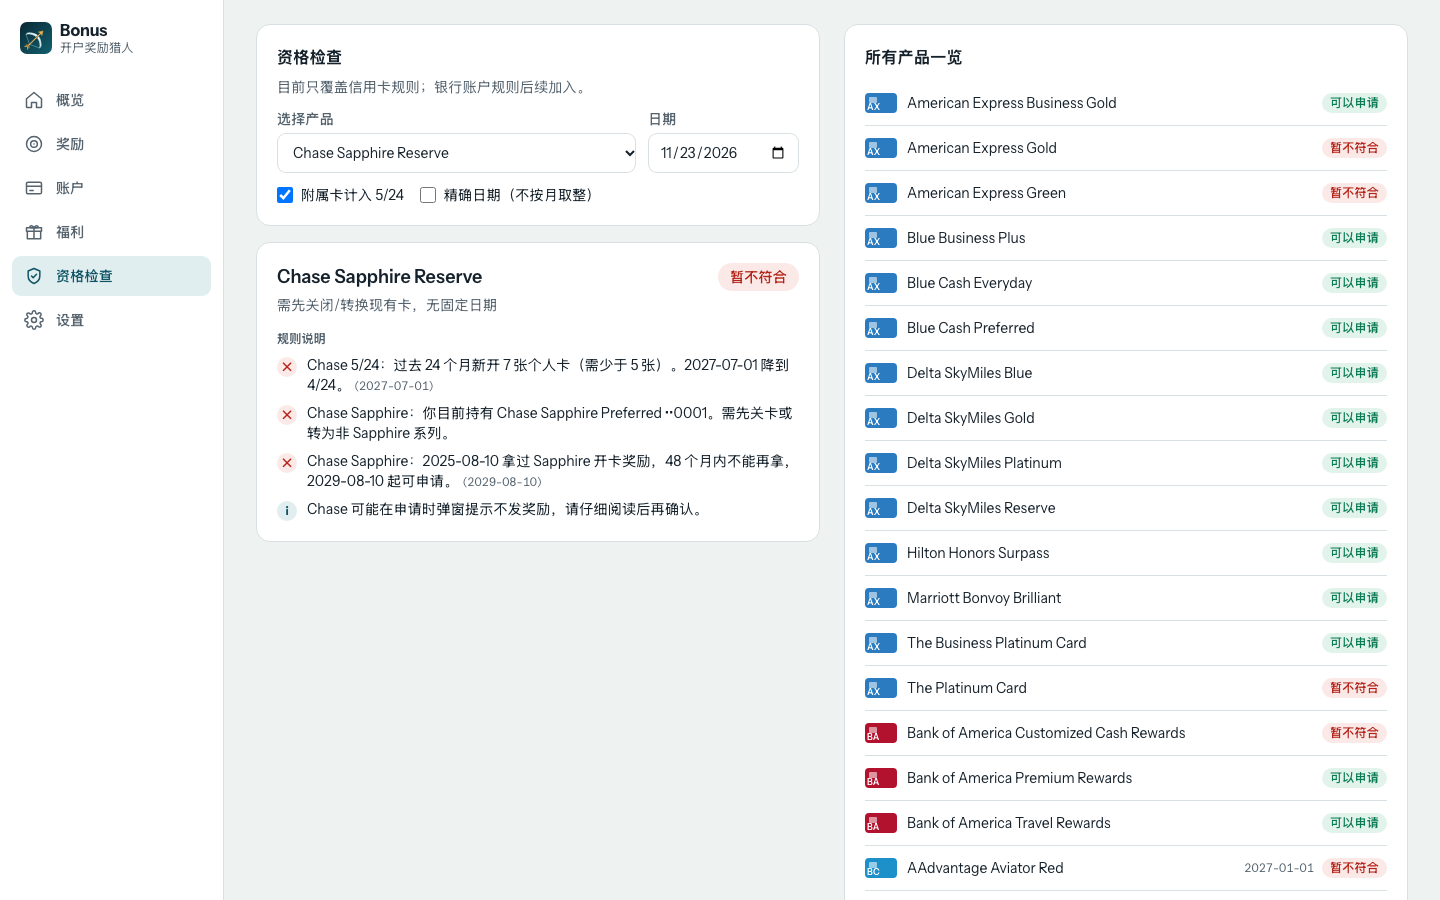 Bonus
开户奖励猎人
概览
奖励
账户
福利
资格检查
设置
资格检查
目前只覆盖信用卡规则；银行账户规则后续加入。
选择产品
日期
Chase Sapphire Reserve
11/23/2026
附属卡计入 5/24
精确日期（不按月取整）
Chase Sapphire Reserve
暂不符合
需先关闭/转换现有卡，无固定日期
规则说明
Chase 5/24：过去 24 个月新开 7 张个人卡（需少于 5 张）。2027-07-01 降到
4/24。（2027-07-01）
Chase Sapphire：你目前持有 Chase Sapphire Preferred ··0001。需先关卡或
转为非 Sapphire 系列。
Chase Sapphire：2025-08-10 拿过 Sapphire 开卡奖励，48 个月内不能再拿，
2029-08-10 起可申请。（2029-08-10）
Chase 可能在申请时弹窗提示不发奖励，请仔细阅读后再确认。
所有产品一览
AX American Express Business Gold 可以申请
AX American Express Gold 暂不符合
AX American Express Green 暂不符合
AX Blue Business Plus 可以申请
AX Blue Cash Everyday 可以申请
AX Blue Cash Preferred 可以申请
AX Delta SkyMiles Blue 可以申请
AX Delta SkyMiles Gold 可以申请
AX Delta SkyMiles Platinum 可以申请
AX Delta SkyMiles Reserve 可以申请
AX Hilton Honors Surpass 可以申请
AX Marriott Bonvoy Brilliant 可以申请
AX The Business Platinum Card 可以申请
AX The Platinum Card 暂不符合
BA Bank of America Customized Cash Rewards 暂不符合
BA Bank of America Premium Rewards 可以申请
BA Bank of America Travel Rewards 可以申请
BC AAdvantage Aviator Red 2027-01-01 暂不符合